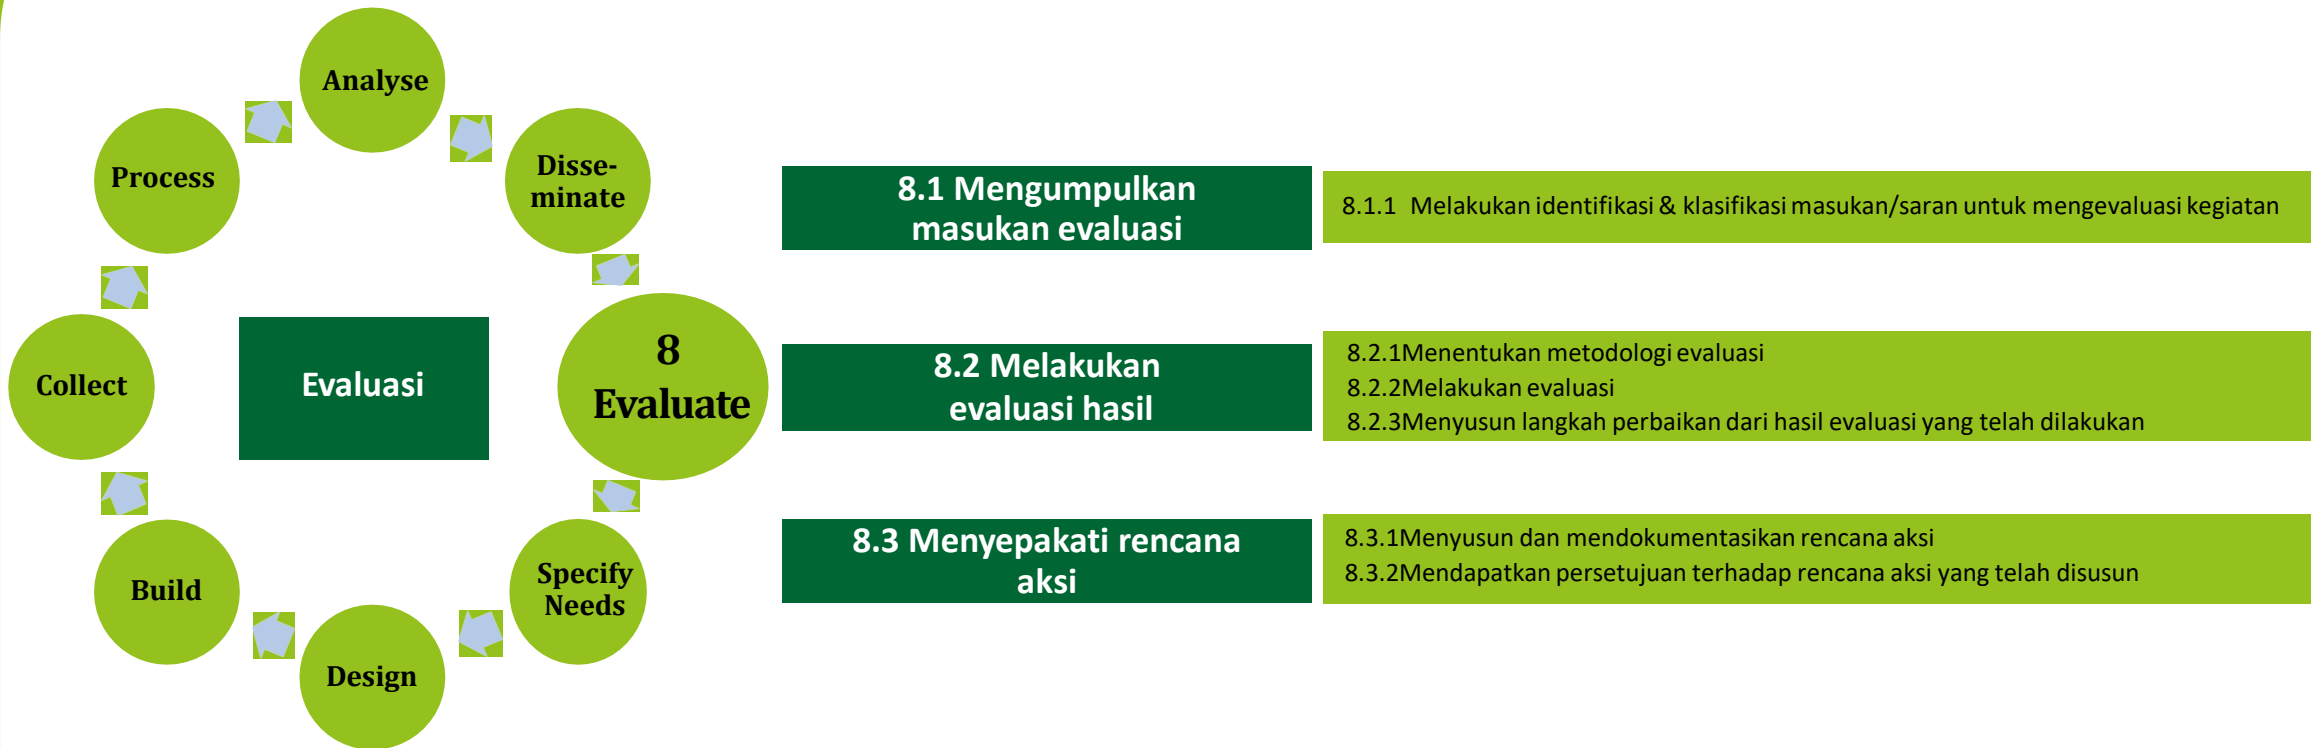 Analyse
Process
Disse-
minate
Collect
Evaluasi
8
Evaluate
Build
Specify
Needs
Design
8.1 Mengumpulkan
masukan evaluasi
8.1.1 Melakukan identifikasi & klasifikasi masukan/saran untuk mengevaluasi kegiatan
8.2 Melakukan
evaluasi hasil
8.2.1Menentukan metodologi evaluasi
8.2.2Melakukan evaluasi
8.2.3Menyusun langkah perbaikan dari hasil evaluasi yang telah dilakukan
8.3 Menyepakati rencana
aksi
8.3.1Menyusun dan mendokumentasikan rencana aksi
8.3.2Mendapatkan persetujuan terhadap rencana aksi yang telah disusun